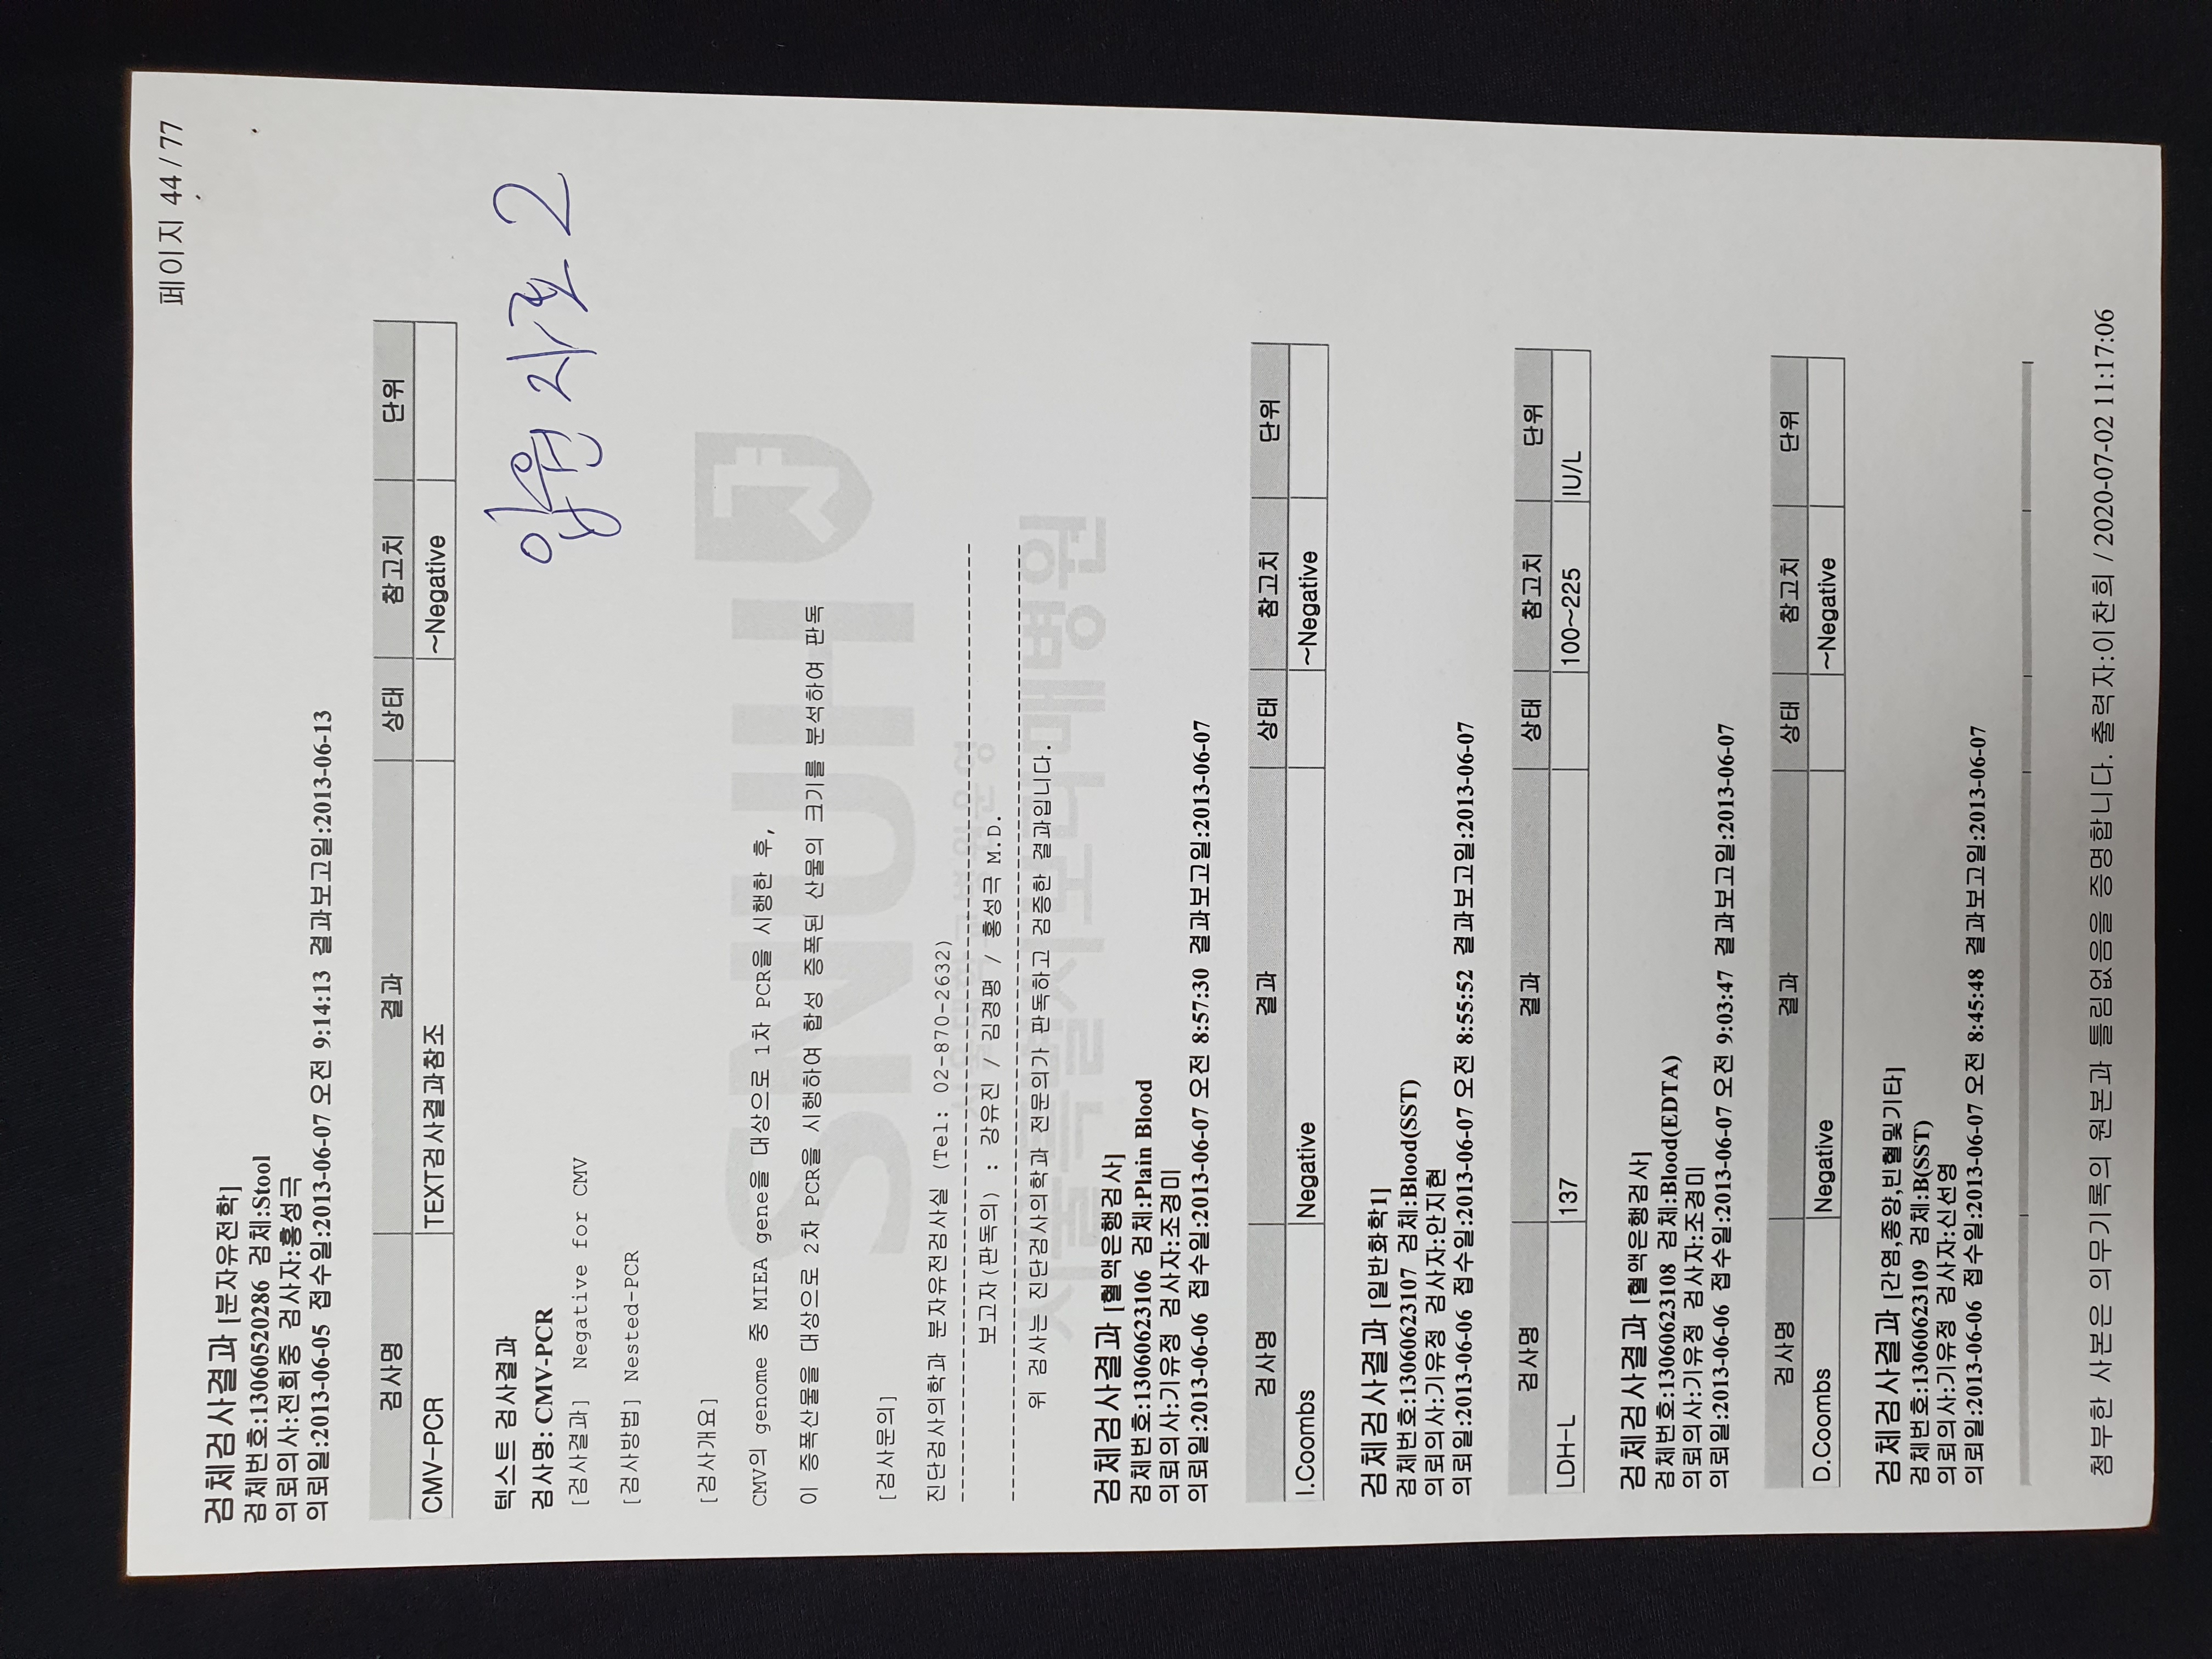 페이지 44 / 77
검체검사결과 [분자유전학]
검체번호:13060520286 검체:Stool
의뢰의사:전희중 검사자:홍성극
의뢰일:2013-06-05 접수일:2013-06-07 오전 9:14:13 결과보고일:2013-06-13
검사명 결과 상태 참고치 단위
CMV-PCR TEXT검사결과참조 ~Negative
텍스트 검사결과
검사명: CMV-PCR
입원자료 2
[검사결과] Negative for CMV
[검사방법] Nested-PCR
[검사개요]
SNUH
CMV의 genome 중 MIEA gene을 대상으로 1차 PCR을 시행한 후,
이 증폭산물을 대상으로 2차 PCR을 시행하여 합성 증폭된 산물의 크기를 분석하여 판독
[검사문의]
진단검사의학과 분자유전검사실 (Tel: 02-870-2632)
서울대학교병원운영
보고자(판독의) : 강유진 / 김경평 / 홍성극 M.D.
위 검사는 진단검사의학과 전문의가 판독하고 검증한 결과입니다.
서울특별시보라매병원
검체검사결과 [혈액은행검사]
검체번호:13060623106 검체:Plain Blood
의뢰의사:기유정 검사자:조경미
의뢰일:2013-06-06 접수일:2013-06-07 오전 8:57:30 결과보고일:2013-06-07
검사명 결과 상태 참고치 단위
I.Coombs Negative ~Negative
검체검사결과 [일반화학1]
검체번호:13060623107 검체:Blood(SST)
의뢰의사:기유정 검사자:안지현
의뢰일:2013-06-06 접수일:2013-06-07 오전 8:55:52 결과보고일:2013-06-07
검사명 결과 상태 참고치 단위
LDH-L 137 100~225 IU/L
검체검사결과 [혈액은행검사]
검체번호:13060623108 검체:Blood(EDTA)
의뢰의사:기유정 검사자:조경미
의뢰일:2013-06-06 접수일:2013-06-07 오전 9:03:47 결과보고일:2013-06-07
검사명 결과 상태 참고치 단위
D.Coombs Negative ~Negative
검체검사결과 [간염,종양,빈혈및기타]
검체번호:13060623109 검체:B(SST)
의뢰의사:기유정 검사자:신선영
의뢰일:2013-06-06 접수일:2013-06-07 오전 8:45:48 결과보고일:2013-06-07
첨부한 사본은 의무기록의 원본과 틀림없음을 증명합니다. 출력자:이찬희 / 2020-07-02 11:17:06